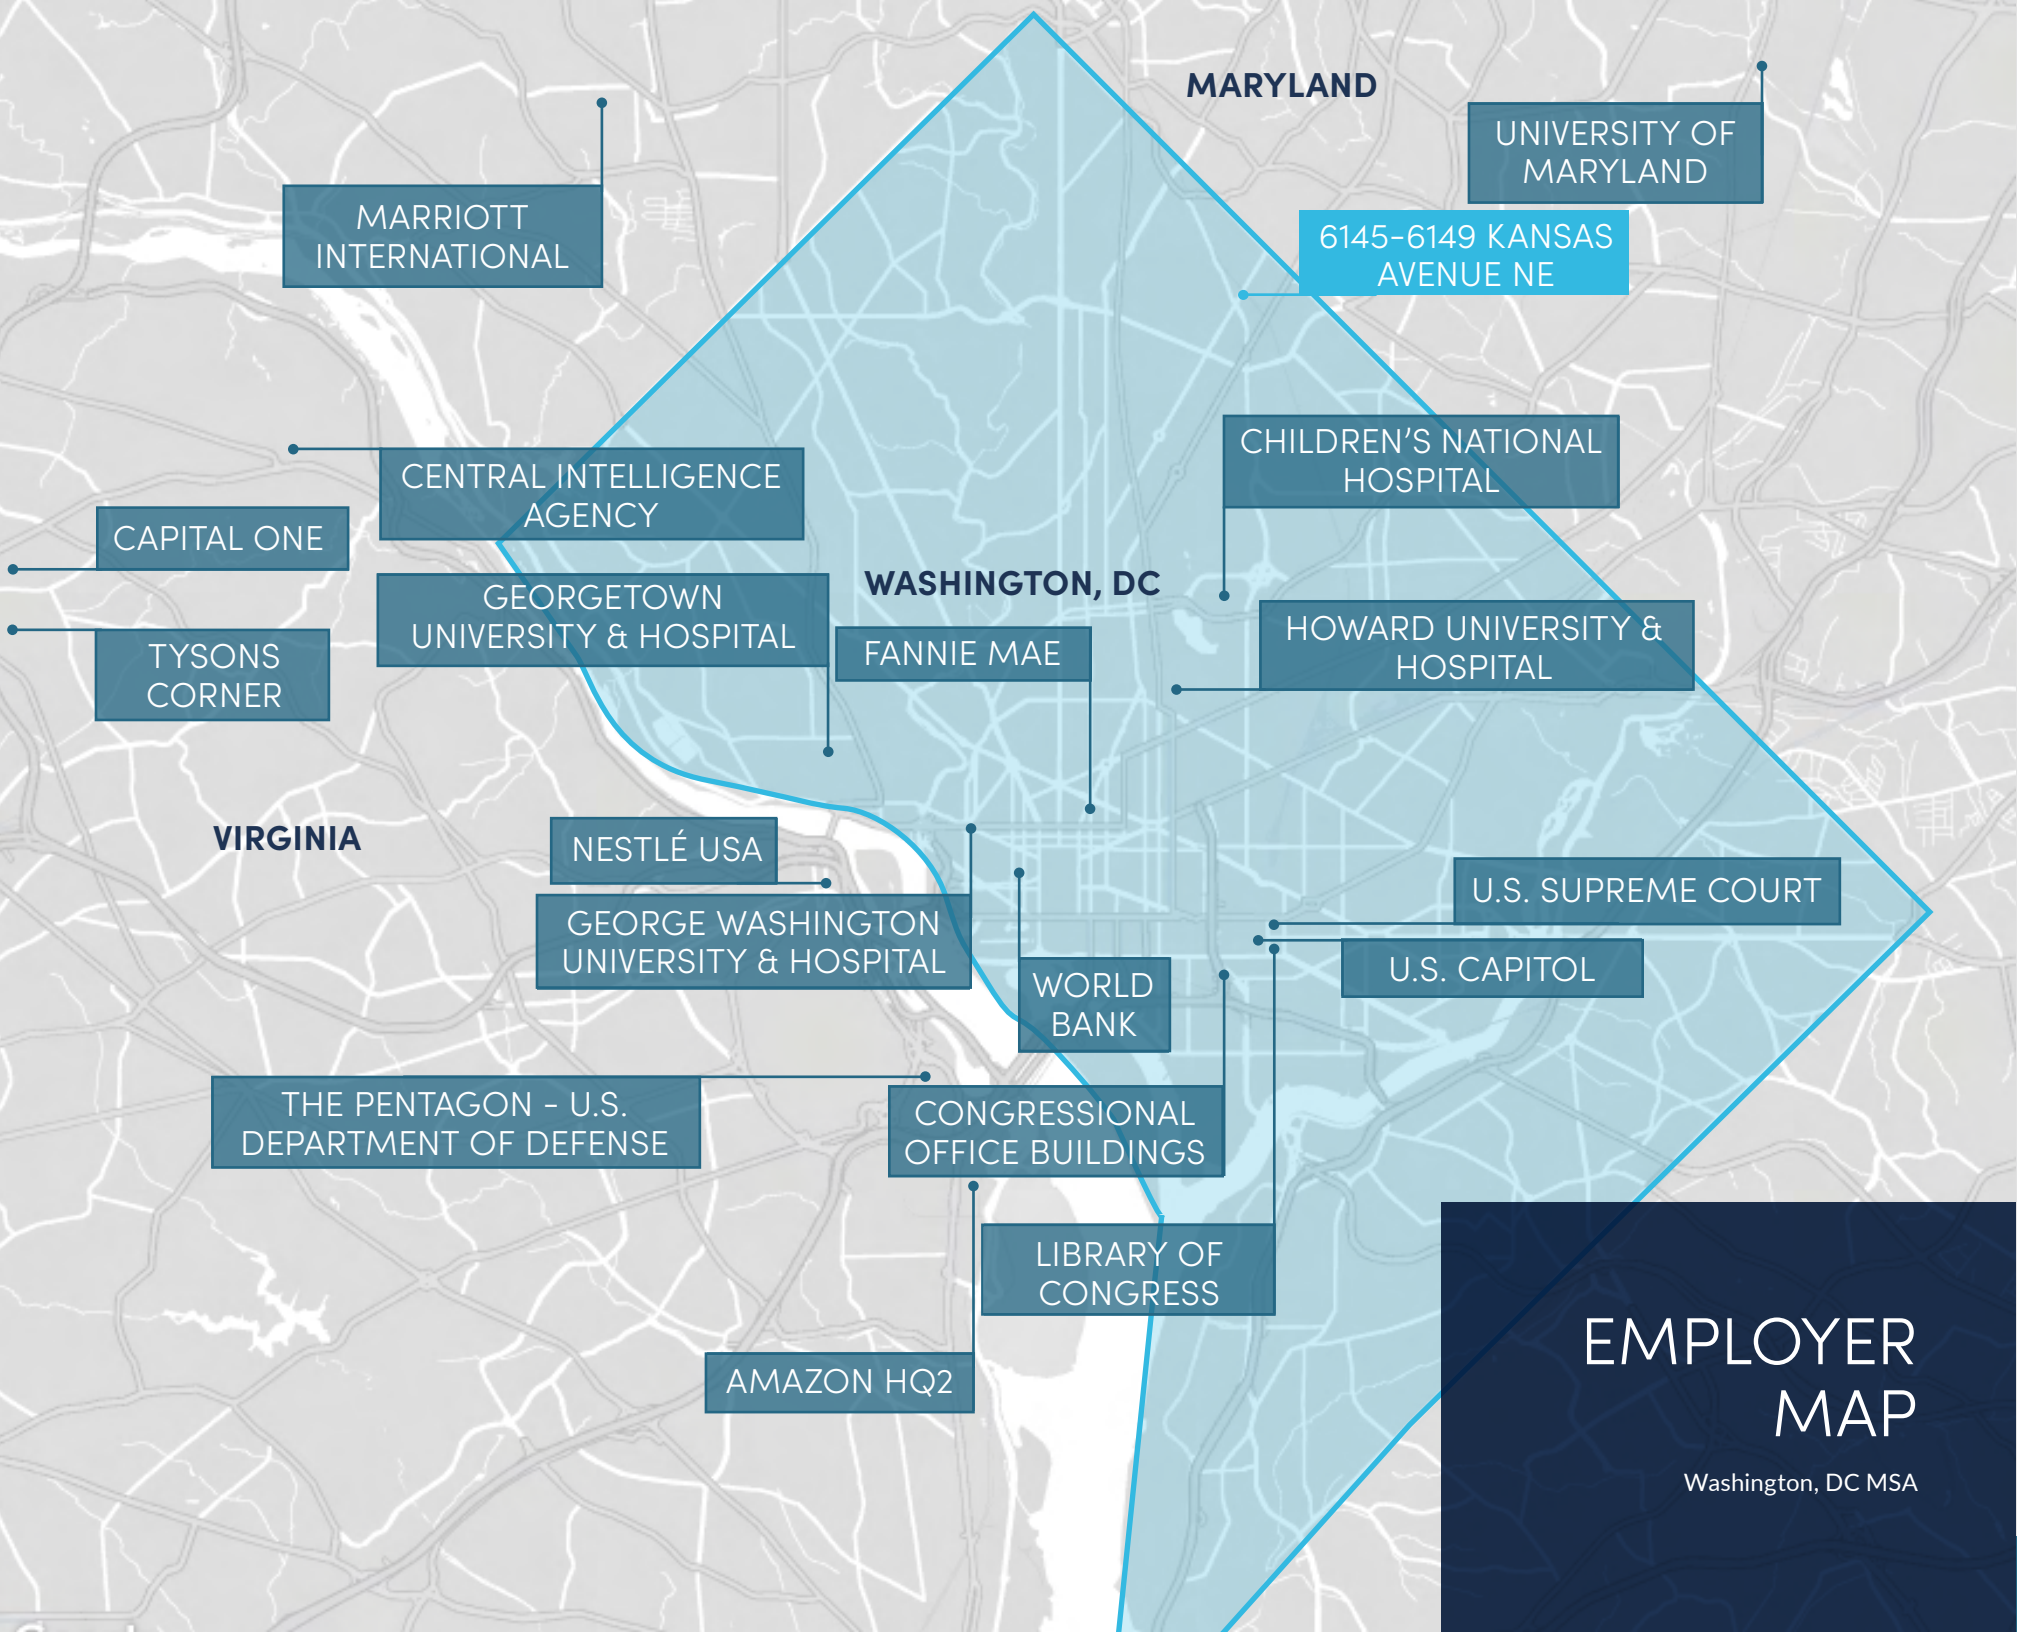 MARYLAND
UNIVERSITY OF
MARYLAND
MARRIOTT
INTERNATIONAL
6145-6149 KANSAS
AVENUE NE
CENTRAL INTELLIGENCE
AGENCY
CHILDREN'S NATIONAL
HOSPITAL
CAPITAL ONE
GEORGETOWN
UNIVERSITY & HOSPITAL
WASHINGTON, DC
TYSONS
CORNER
FANNIE MAE
HOWARD UNIVERSITY &
HOSPITAL
VIRGINIA
NESTLÉ USA
GEORGE WASHINGTON
UNIVERSITY & HOSPITAL
U.S. SUPREME COURT
U.S. CAPITOL
WORLD
BANK
THE PENTAGON - U.S.
DEPARTMENT OF DEFENSE
CONGRESSIONAL
OFFICE BUILDINGS
LIBRARY OF
CONGRESS
AMAZON HQ2
EMPLOYER
MAP
Washington, DC MSA